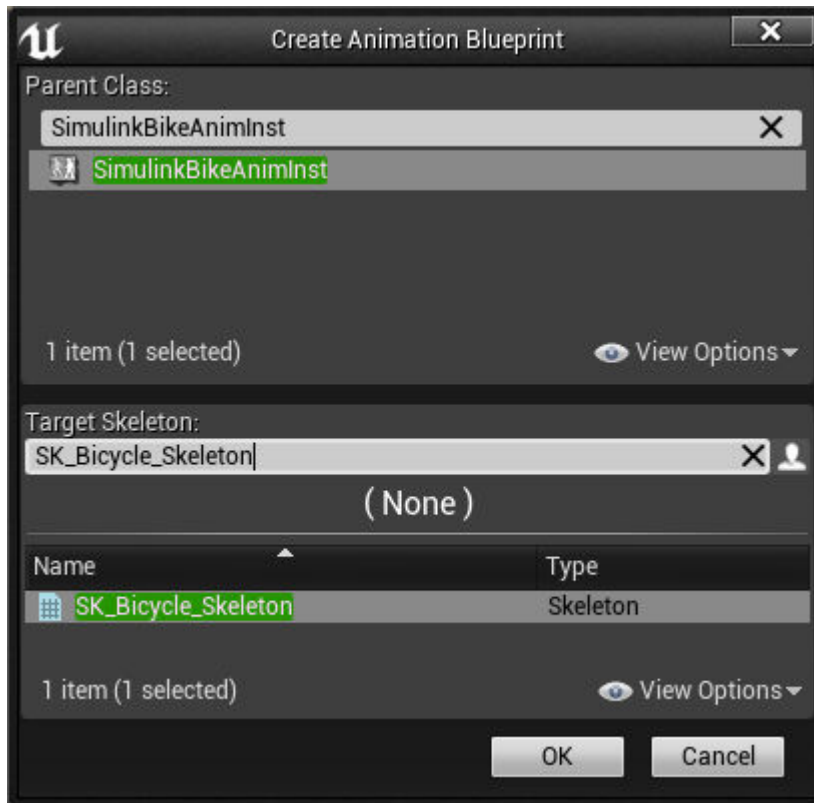 Create Animation Blueprint
Parent Class:
SimulinkBikeAnimInst
SimulinkBikeAnimInst
1 item (1 selected) View Options
Target Skeleton:
SK_Bicycle_Skeleton
( None )
Name Type
SK_Bicycle_Skeleton Skeleton
1 item (1 selected) View Options
OK Cancel